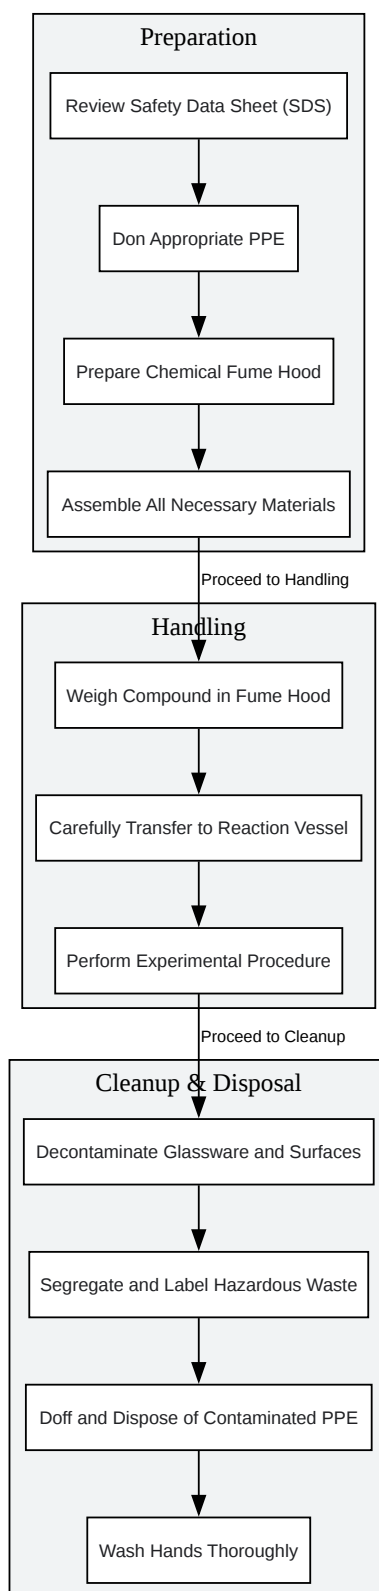 Preparation
Review Safety Data Sheet (SDS)
Don Appropriate PPE
Prepare Chemical Fume Hood
Assemble All Necessary Materials
Proceed to Handling
Handling
Weigh Compound in Fume Hood
Carefully Transfer to Reaction Vessel
Perform Experimental Procedure
Proceed to Cleanup
Cleanup & Disposal
Decontaminate Glassware and Surfaces
Segregate and Label Hazardous Waste
Doff and Dispose of Contaminated PPE
Wash Hands Thoroughly